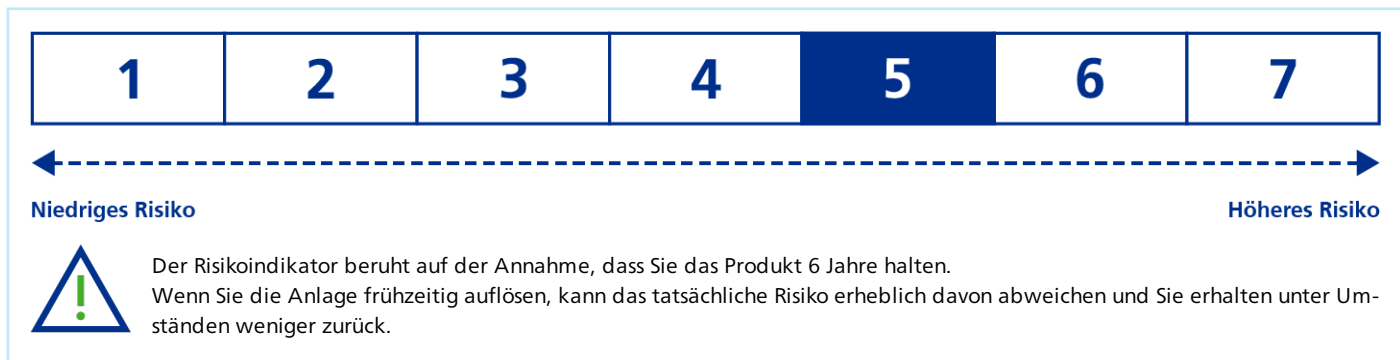 1 2 3 4 5 6 7
Niedriges Risiko Höheres Risiko
Der Risikoindikator beruht auf der Annahme, dass Sie das Produkt 6 Jahre halten.
Wenn Sie die Anlage frühzeitig auflösen, kann das tatsächliche Risiko erheblich davon abweichen und Sie erhalten unter Um-
ständen weniger zurück.